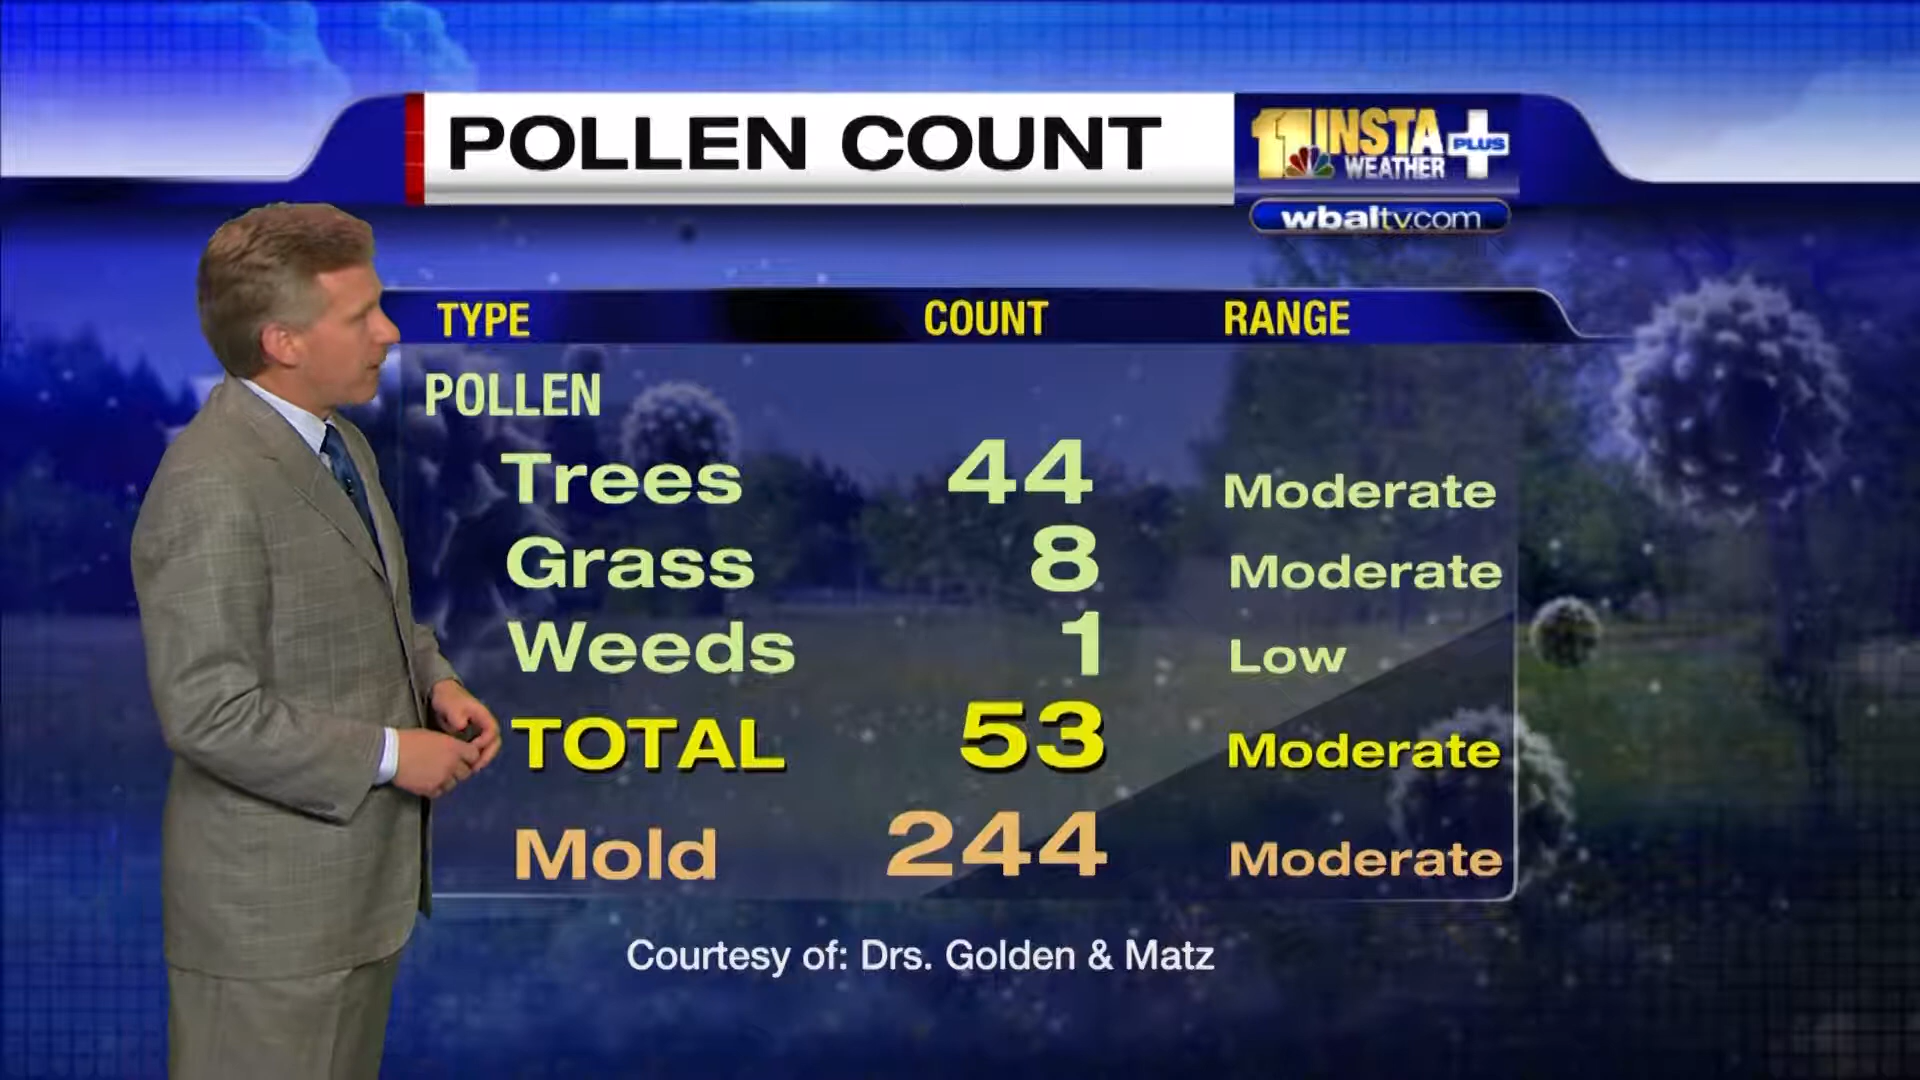 POLLEN COUNT
11 INSTA
WEATHER PLUS
wbaltv.com
TYPE COUNT RANGE
POLLEN
Trees 44 Moderate
Grass 8 Moderate
Weeds 1 Low
TOTAL 53 Moderate
Mold 244 Moderate
Courtesy of: Drs. Golden & Matz